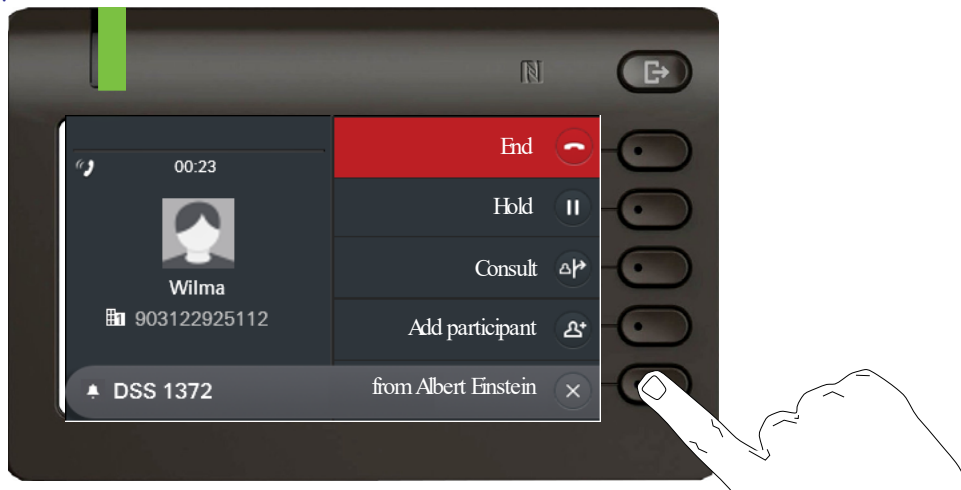 00:23
Wilma
903122925112
End
Hold
Consult
Add participant
DSS 1372 from Albert Einstein